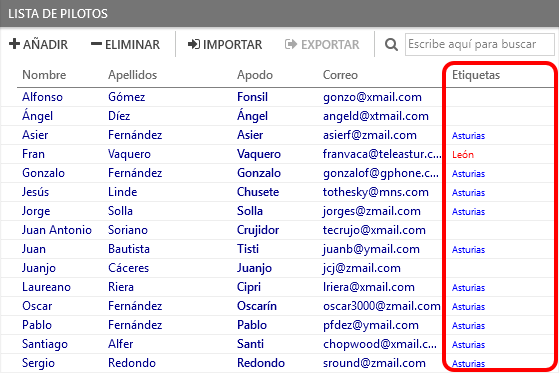 LISTA DE PILOTOS
AÑADIR ELIMINAR IMPORTAR EXPORTAR Escribe aquí para buscar
Nombre Apellidos Apodo Correo Etiquetas
Alfonso Gómez Fonsil gonzo@xmail.com
Ángel Díez Ángel angeld@xtmail.com
Asier Fernández Asier asierf@zmail.com Asturias
Fran Vaquero Vaquero franvaca@teleastur.c... León
Gonzalo Fernández Gonzalo gonzalof@gphone.c... Asturias
Jesús Linde Chusete tothesky@mns.com Asturias
Jorge Solla Solla jorges@zmail.com Asturias
Juan Antonio Soriano Crujidor tecrujo@xmail.com
Juan Bautista Tisti juanb@ymail.com Asturias
Juanjo Cáceres Juanjo jcj@zmail.com
Laureano Riera Cipri lriera@xmail.com Asturias
Oscar Fernández Oscarín oscar3000@zmail.com Asturias
Pablo Fernández Pablo pfdez@ymail.com Asturias
Santiago Alfer Santi chopwood@xmail.c... Asturias
Sergio Redondo Redondo sround@zmail.com Asturias